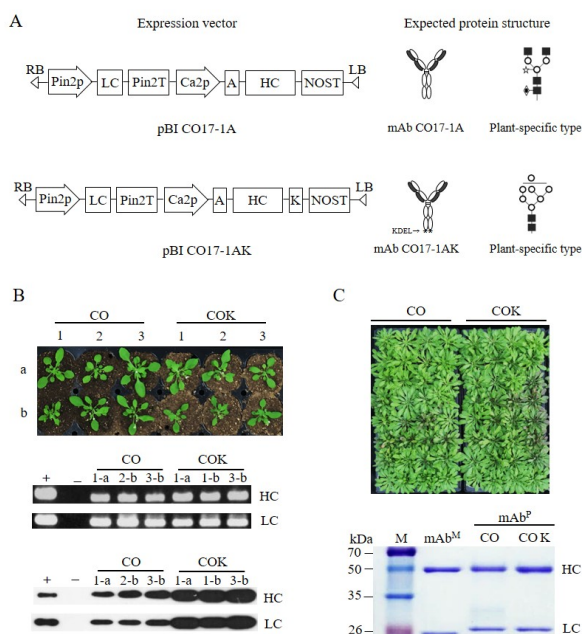 A
Expression vector
Expected protein structure
RB
Pin2p
LC
Pin2T
Ca2p
A
HC
NOST
LB
pBI CO17-1A
mAb CO17-1A
Plant-specific type
RB
Pin2p
LC
Pin2T
Ca2p
A
HC
K
NOST
LB
KDEL→
pBI CO17-1AK
mAb CO17-1AK
Plant-specific type
B
CO
COK
1 2 3 1 2 3
a
b
CO
COK
+ – 1-a 2-b 3-b 1-a 1-b 3-b
HC
LC
CO
COK
+ – 1-a 2-b 3-b 1-a 1-b 3-b
HC
LC
C
CO
COK
mAbP
kDa M mAbM CO COK
70
50
HC
35
26
LC